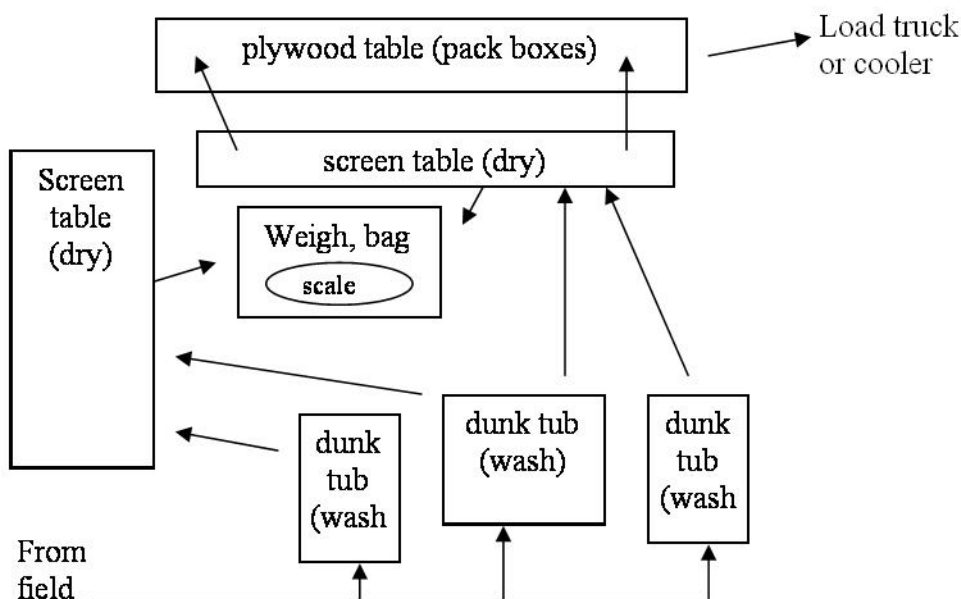 plywood table (pack boxes)
Load truck
or cooler
screen table (dry)
Screen
table
(dry)
Weigh, bag
scale
dunk
tub
(wash
dunk tub
(wash)
dunk
tub
(wash
From
field